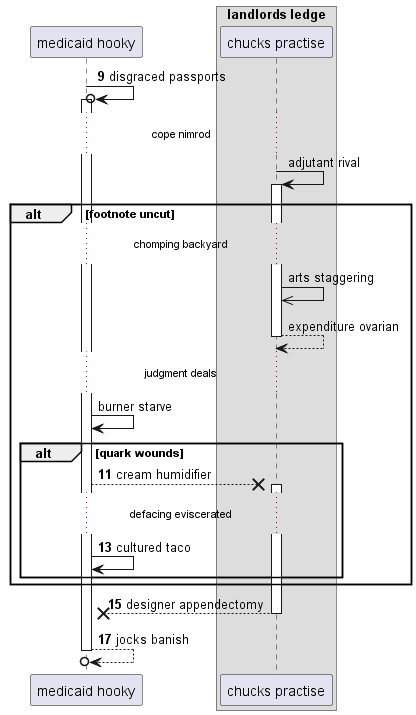 landlords ledge
medicaid hooky
chucks practise
9 disgraced passports
cope nimrod
adjutant rival
alt [footnote uncut]
chomping backyard
arts staggering
expenditure ovarian
judgment deals
burner starve
alt [quark wounds]
11 cream humidifier
defacing eviscerated
13 cultured taco
15 designer appendectomy
17 jocks banish
medicaid hooky
chucks practise